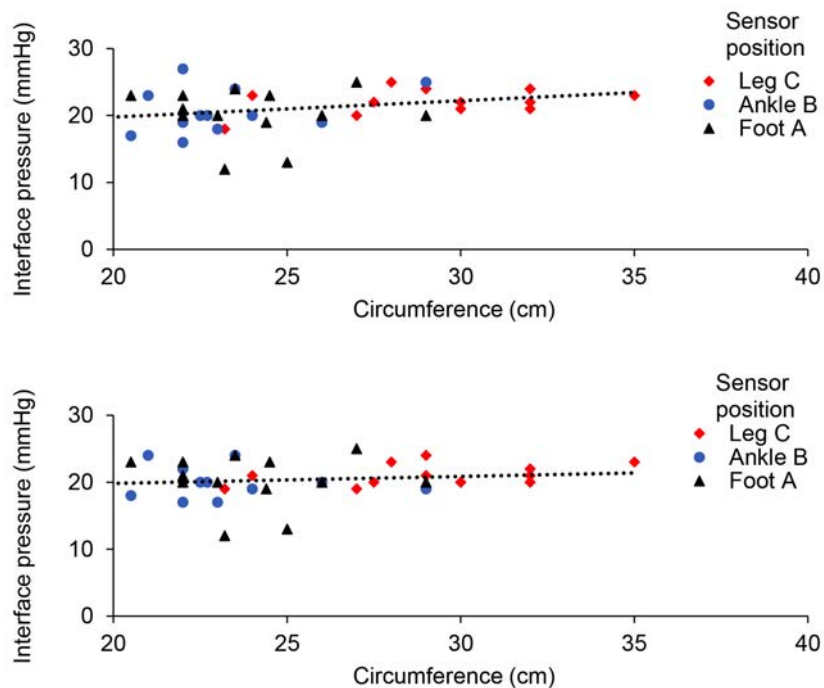 Sensor
position
Leg C
Ankle B
Foot A
Interface pressure (mmHg)
30
20
10
0
20 25 30 35 40
Circumference (cm)
Sensor
position
Leg C
Ankle B
Foot A
Interface pressure (mmHg)
30
20
10
0
20 25 30 35 40
Circumference (cm)